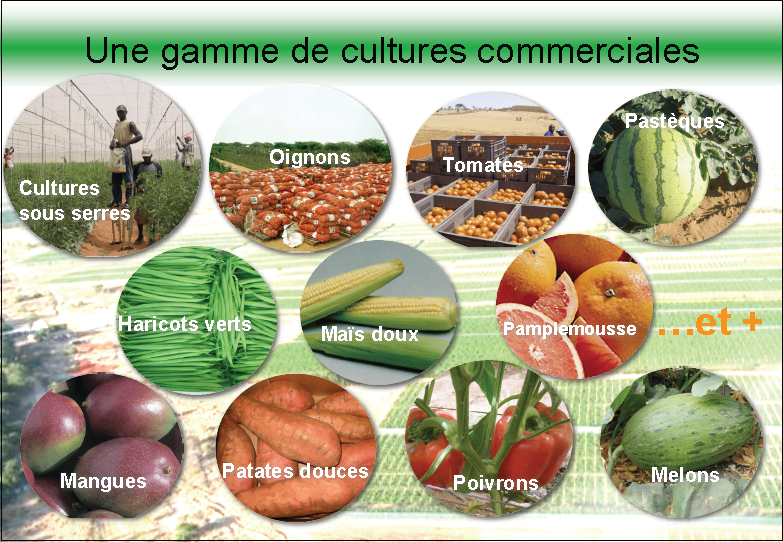 Une gamme de cultures commerciales
Cultures
sous serres
Oignons
Tomates
Pastèques
Haricots verts
Maïs doux
Pamplemousse
...et +
Mangues
Patates douces
Poivrons
Melons